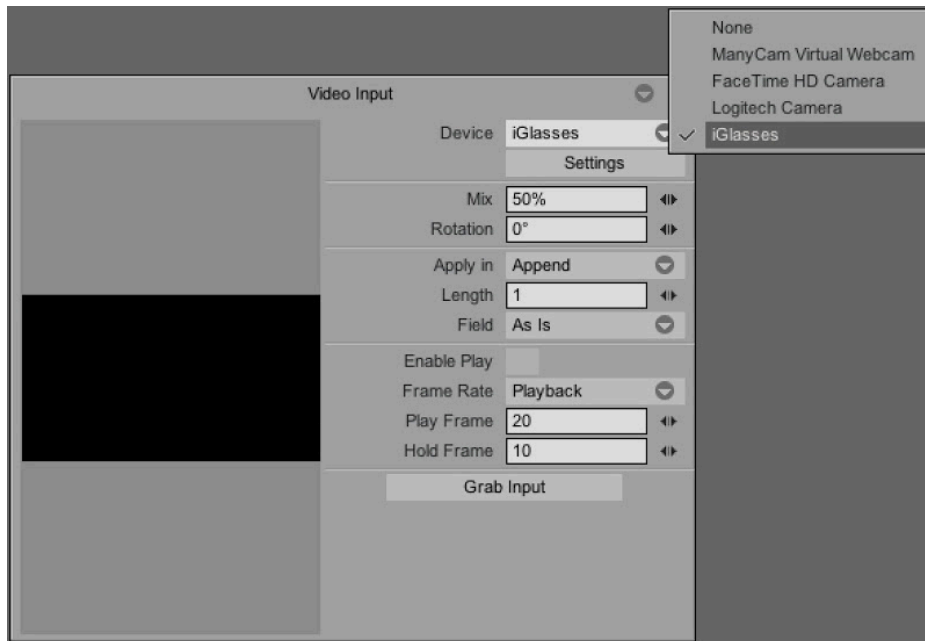 None
ManyCam Virtual Webcam
FaceTime HD Camera
Logitech Camera
iGlasses
Video Input
Device iGlasses
Settings
Mix 50%
Rotation 0°
Apply in Append
Length 1
Field As Is
Enable Play
Frame Rate Playback
Play Frame 20
Hold Frame 10
Grab Input